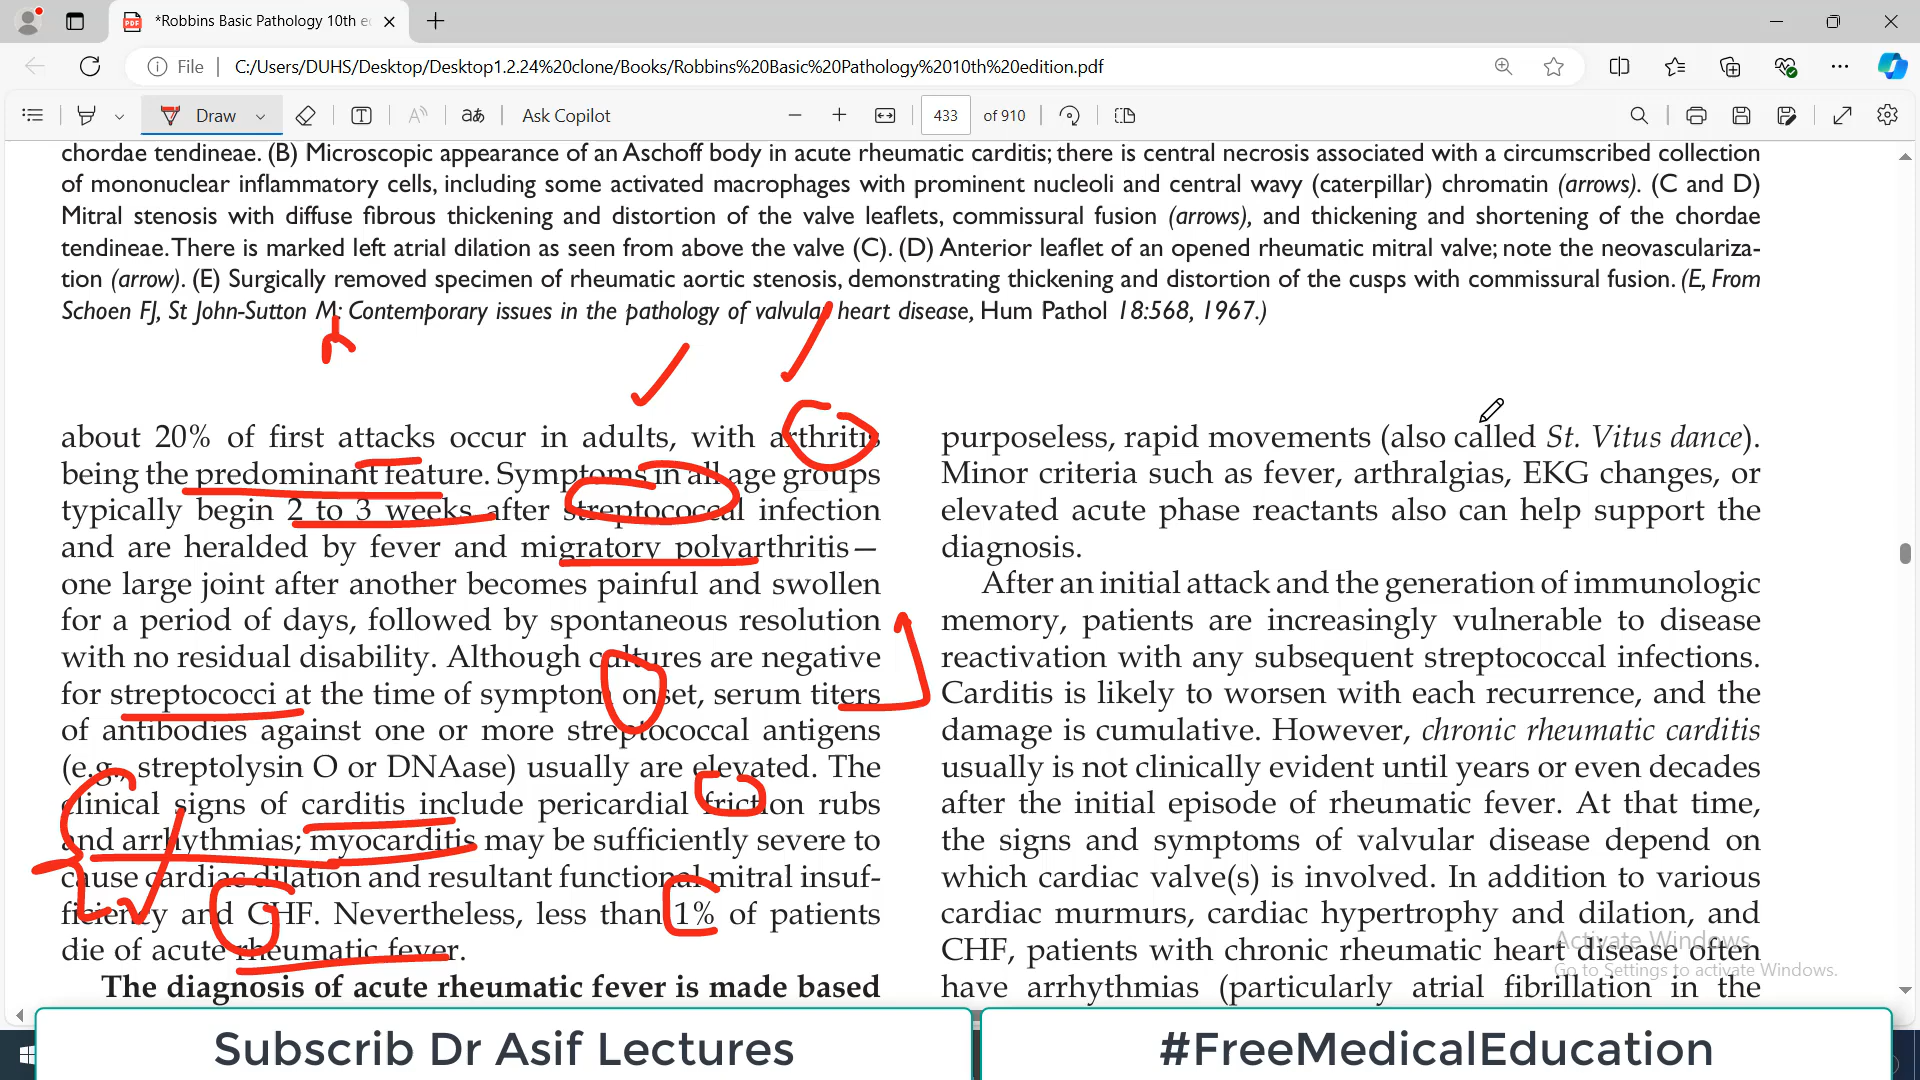 *Robbins Basic Pathology 10th e
File
C:/Users/DUHS/Desktop/Desktop1.2.24%20clone/Books/Robbins%20Basic%20Pathology%2010th%20edition.pdf
Draw
T
aあ
Ask Copilot
433 of 910
chordae tendineae. (B) Microscopic appearance of an Aschoff body in acute rheumatic carditis; there is central necrosis associated with a circumscribed collection
of mononuclear inflammatory cells, including some activated macrophages with prominent nucleoli and central wavy (caterpillar) chromatin (arrows). (C and D)
Mitral stenosis with diffuse fibrous thickening and distortion of the valve leaflets, commissural fusion (arrows), and thickening and shortening of the chordae
tendineae. There is marked left atrial dilation as seen from above the valve (C). (D) Anterior leaflet of an opened rheumatic mitral valve; note the neovasculariza-
tion (arrow). (E) Surgically removed specimen of rheumatic aortic stenosis, demonstrating thickening and distortion of the cusps with commissural fusion. (E, From
Schoen FJ, St John-Sutton M: Contemporary issues in the pathology of valvular heart disease, Hum Pathol 18:568, 1967.)
about 20% of first attacks occur in adults, with arthritis
being the predominant feature. Symptoms in all age groups
typically begin 2 to 3 weeks after streptococcal infection
and are heralded by fever and migratory polyarthritis—
one large joint after another becomes painful and swollen
for a period of days, followed by spontaneous resolution
with no residual disability. Although cultures are negative
for streptococci at the time of symptom onset, serum titers
of antibodies against one or more streptococcal antigens
(e.g., streptolysin O or DNAase) usually are elevated. The
clinical signs of carditis include pericardial friction rubs
and arrhythmias; myocarditis may be sufficiently severe to
cause cardiac dilation and resultant functional mitral insuf-
ficiency and CHF. Nevertheless, less than 1% of patients
die of acute rheumatic fever.
The diagnosis of acute rheumatic fever is made based
purposeless, rapid movements (also called St. Vitus dance).
Minor criteria such as fever, arthralgias, EKG changes, or
elevated acute phase reactants also can help support the
diagnosis.
After an initial attack and the generation of immunologic
memory, patients are increasingly vulnerable to disease
reactivation with any subsequent streptococcal infections.
Carditis is likely to worsen with each recurrence, and the
damage is cumulative. However, chronic rheumatic carditis
usually is not clinically evident until years or even decades
after the initial episode of rheumatic fever. At that time,
the signs and symptoms of valvular disease depend on
which cardiac valve(s) is involved. In addition to various
cardiac murmurs, cardiac hypertrophy and dilation, and
CHF, patients with chronic rheumatic heart disease often
have arrhythmias (particularly atrial fibrillation in the
Activate Windows
Go to Settings to activate Windows.
Subscrib Dr Asif Lectures
#FreeMedicalEducation